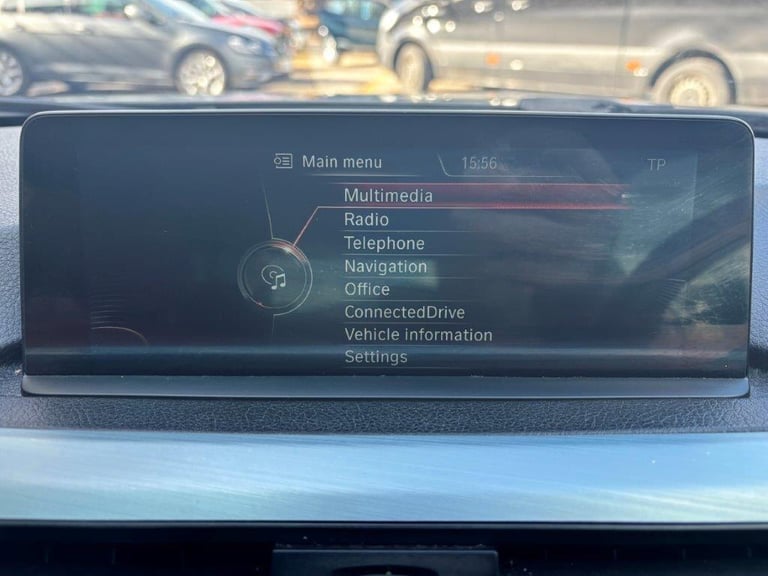 Main menu 15:56 TP
Multimedia
Radio
Telephone
Navigation
Office
ConnectedDrive
Vehicle information
Settings